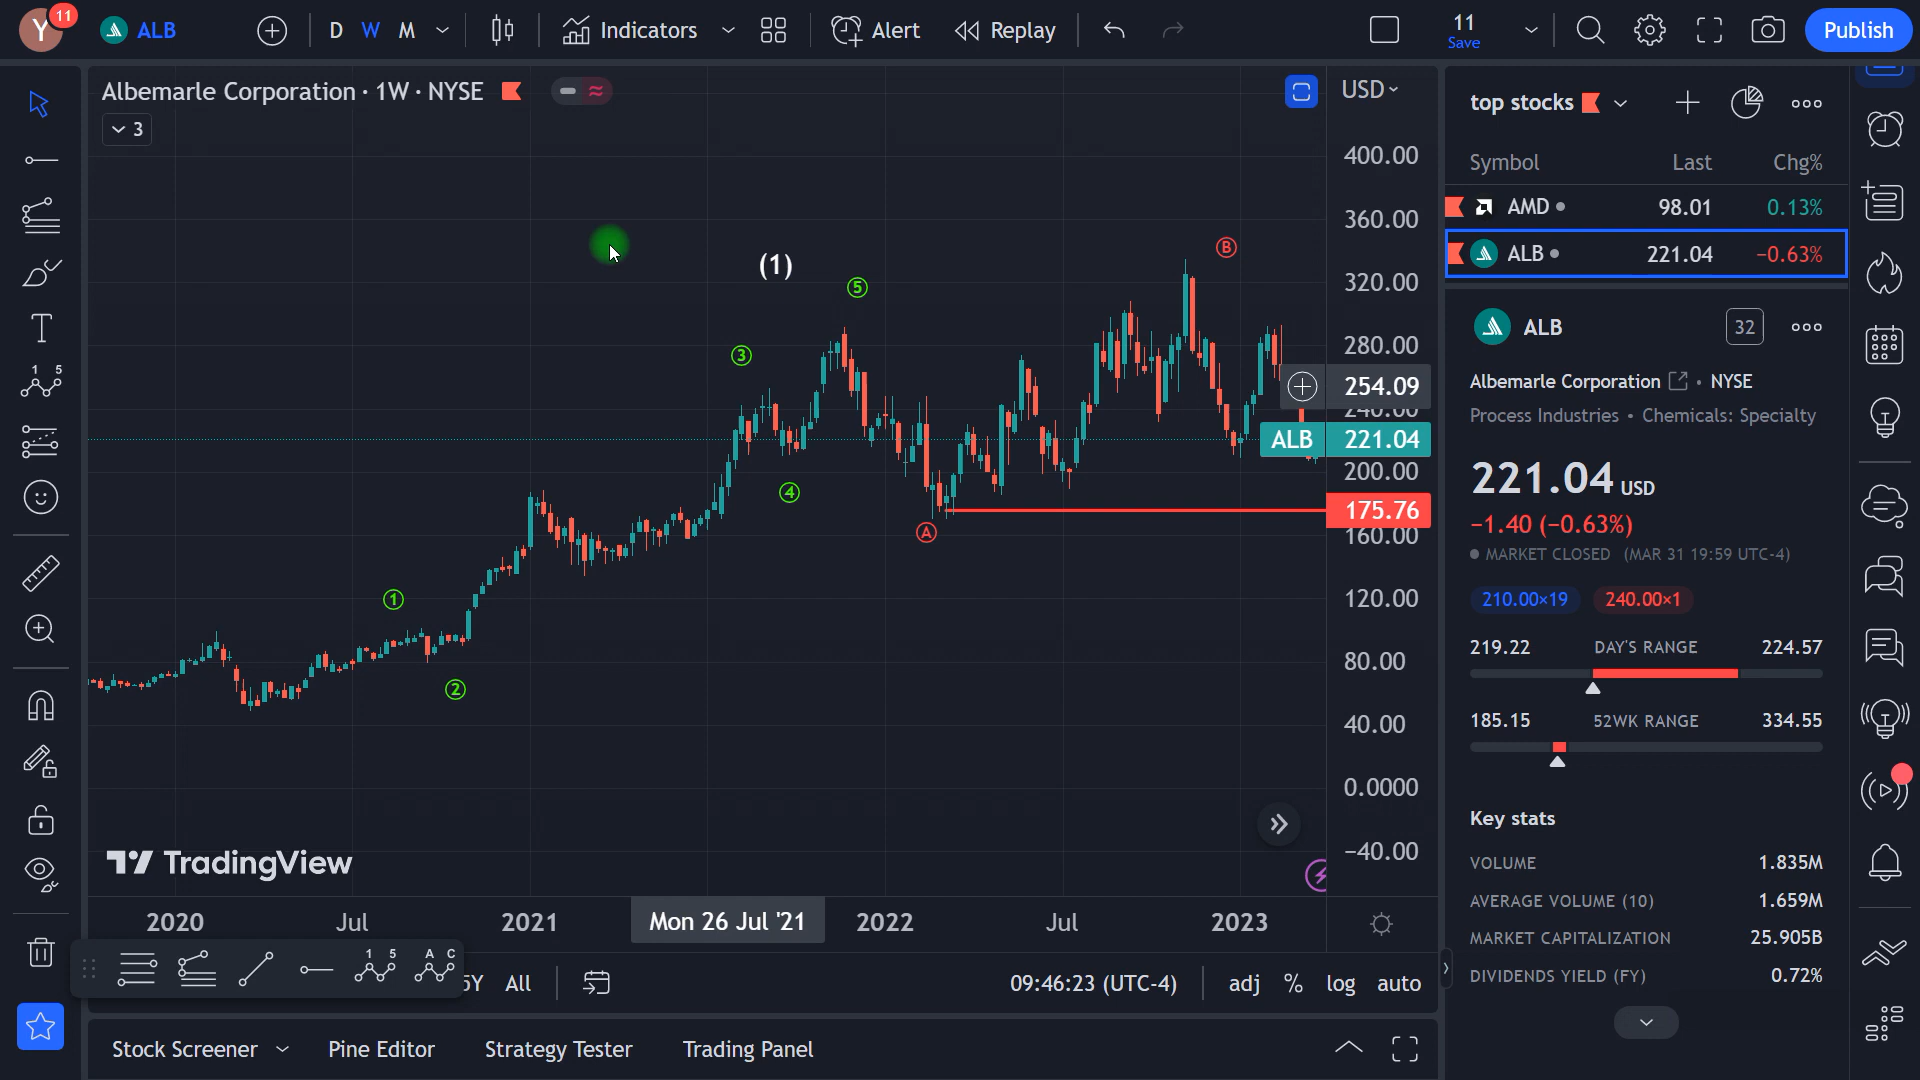 Y
11
ALB
D W M
Indicators
Alert
Replay
11
Save
Publish
Albemarle Corporation · 1W · NYSE
3
USD
400.00
360.00
320.00
280.00
254.09
240.00
ALB 221.04
200.00
175.76
160.00
120.00
80.00
40.00
0.0000
−40.00
(1)
5
B
3
4
A
1
2
TradingView
2020 Jul 2021 Mon 26 Jul '21 2022 Jul 2023
1 5
1 5
A C
5Y All
09:46:23 (UTC-4)
adj % log auto
Stock Screener Pine Editor Strategy Tester Trading Panel
top stocks
Symbol Last Chg%
AMD 98.01 0.13%
ALB 221.04 −0.63%
ALB
32
Albemarle Corporation • NYSE
Process Industries • Chemicals: Specialty
221.04 USD
−1.40 (−0.63%)
MARKET CLOSED (MAR 31 19:59 UTC-4)
210.00×19 240.00×1
219.22 DAY'S RANGE 224.57
185.15 52WK RANGE 334.55
Key stats
VOLUME 1.835M
AVERAGE VOLUME (10) 1.659M
MARKET CAPITALIZATION 25.905B
DIVIDENDS YIELD (FY) 0.72%